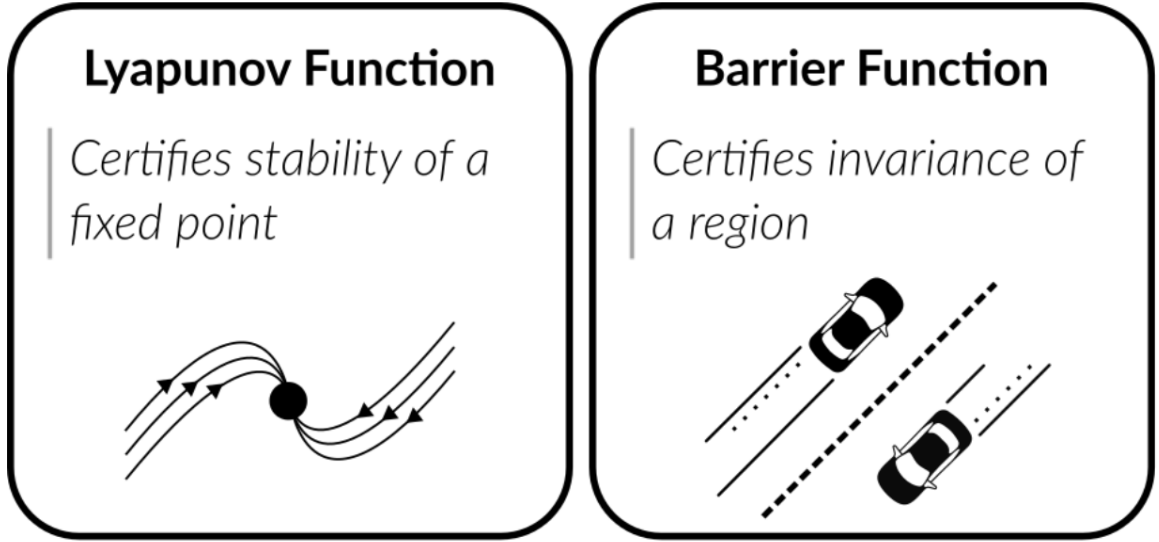 Lyapunov Function
Certifies stability of a
fixed point
Barrier Function
Certifies invariance of
a region